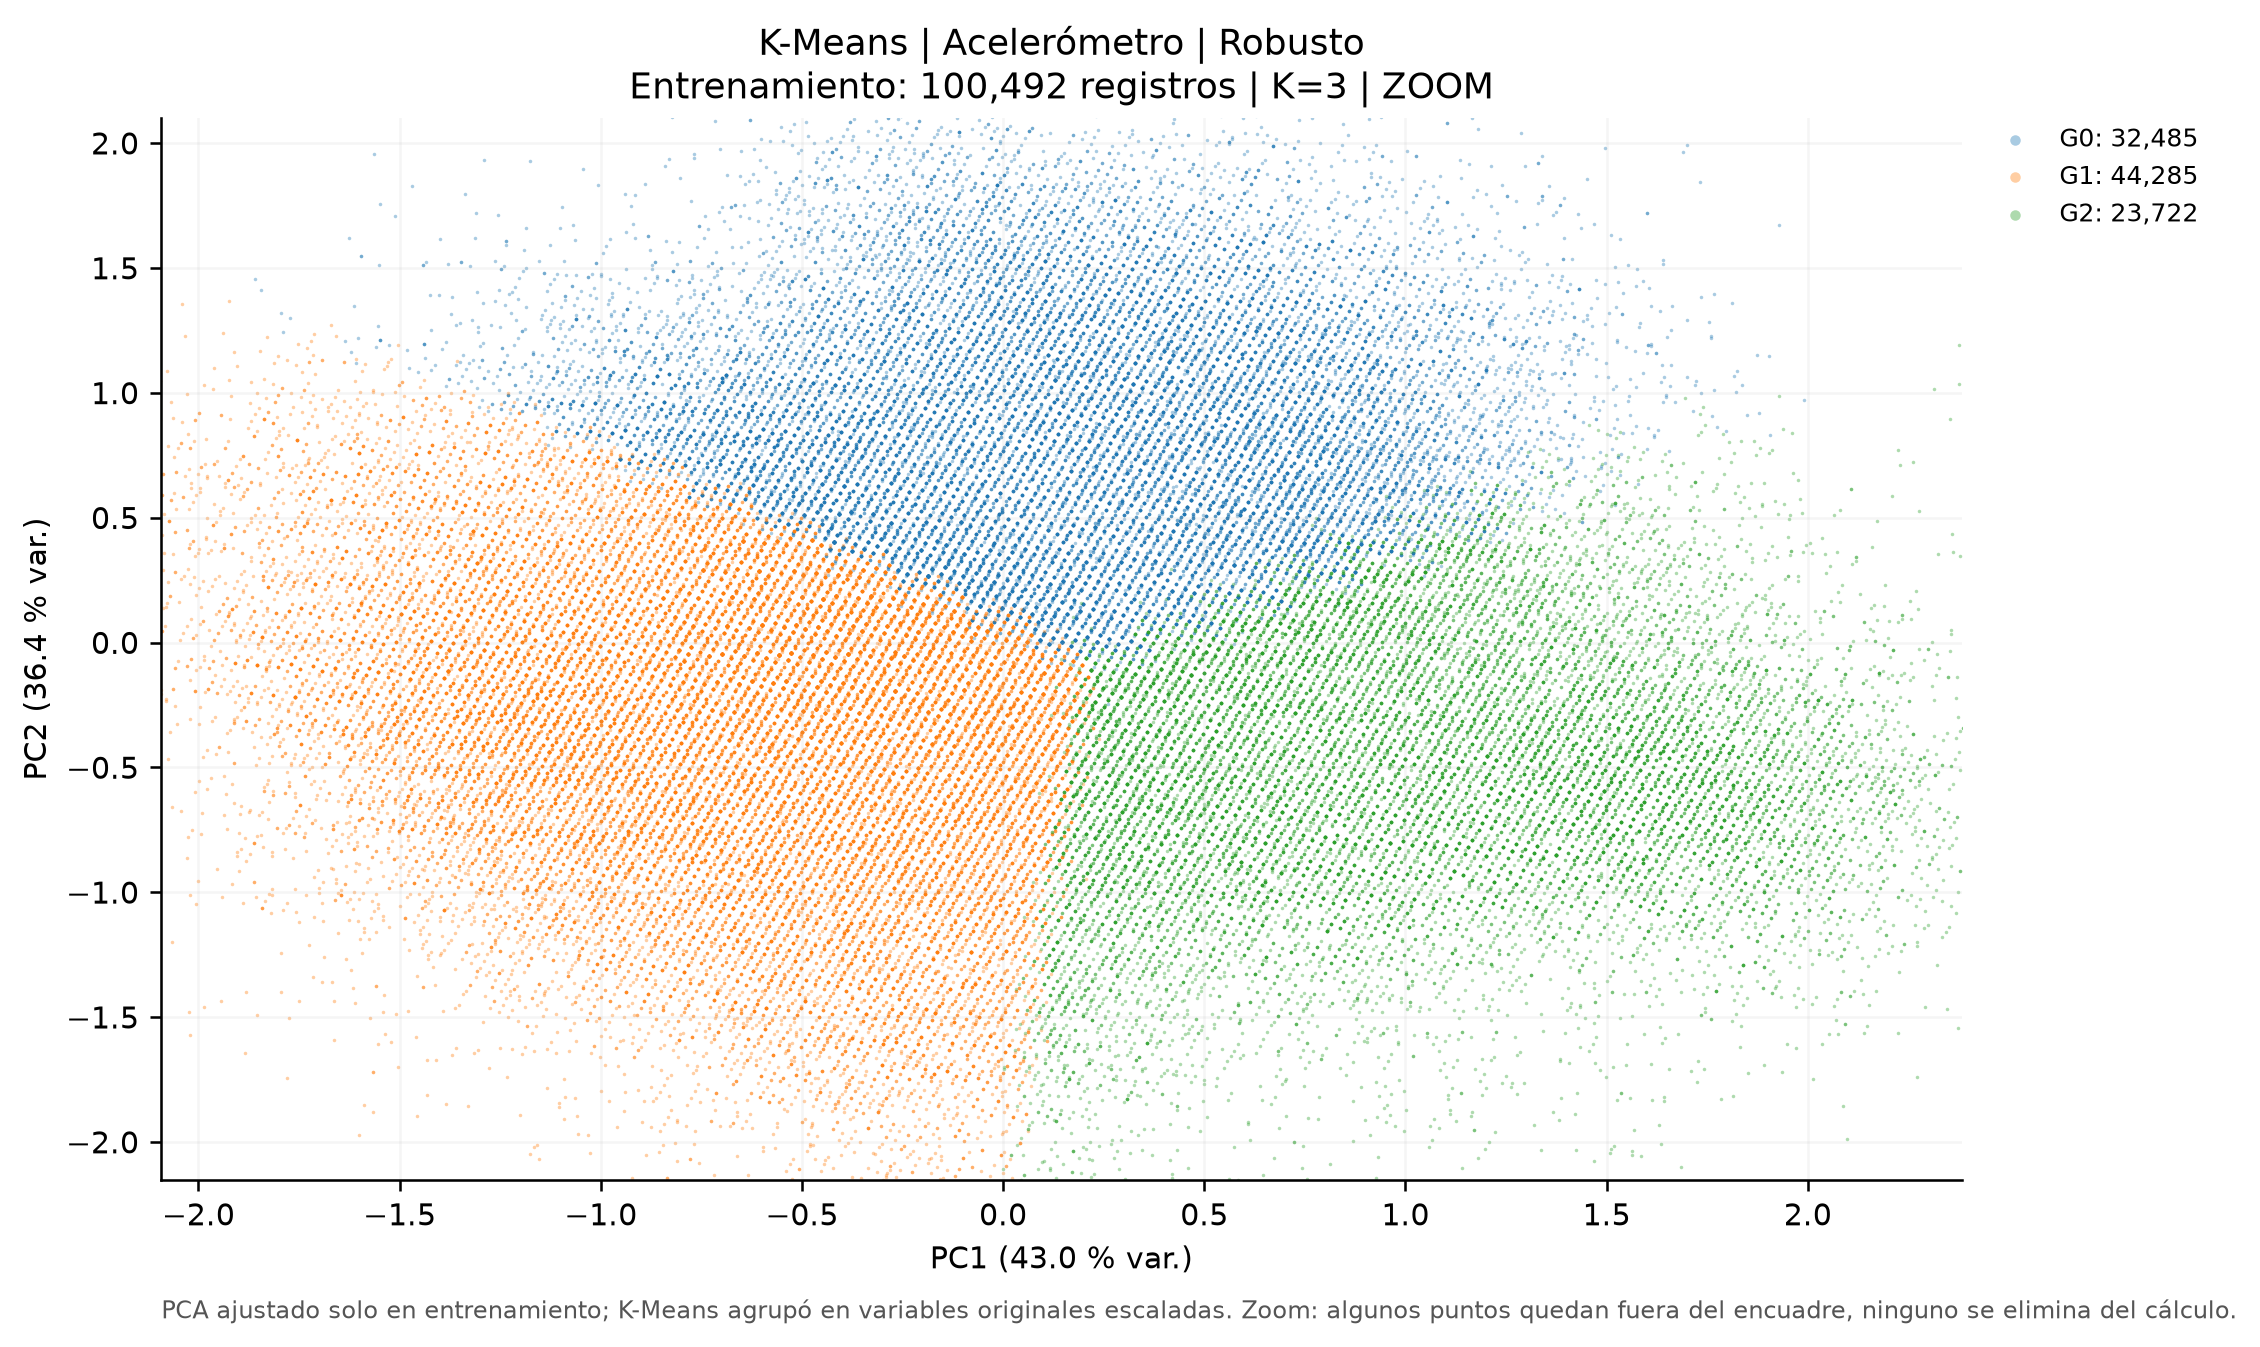 K-Means | Acelerómetro | Robusto
Entrenamiento: 100,492 registros | K=3 | ZOOM
G0: 32,485
G1: 44,285
G2: 23,722
PC2 (36.4 % var.)
2.0
1.5
1.0
0.5
0.0
−0.5
−1.0
−1.5
−2.0
−2.0 −1.5 −1.0 −0.5 0.0 0.5 1.0 1.5 2.0
PC1 (43.0 % var.)
PCA ajustado solo en entrenamiento; K-Means agrupó en variables originales escaladas. Zoom: algunos puntos quedan fuera del encuadre, ninguno se elimina del cálculo.